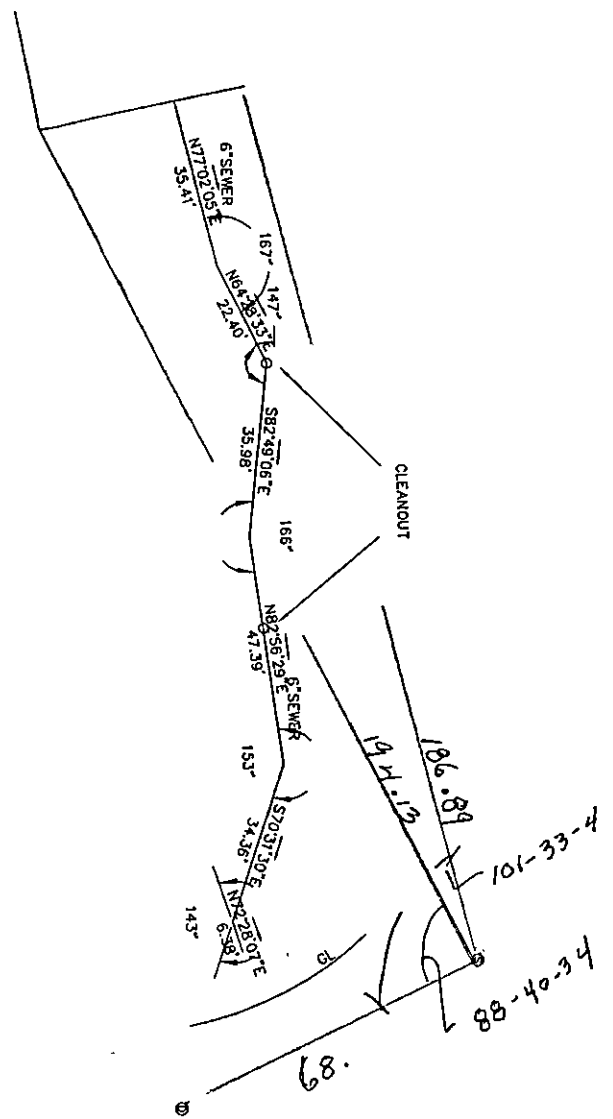 6"SEWER
N77°02'05"E
35.41'
167°
147°
N64°28'33"E
22.40'
S82°49'06"E
35.98'
CLEANOUT
166°
N82°56'29"E
47.39'
6"SEWER
153°
S70°31'30"E
34.36'
N72°28'07"E
6.38'
143°
CL
194.13
186.89
101-33-4
88-40-34
68.